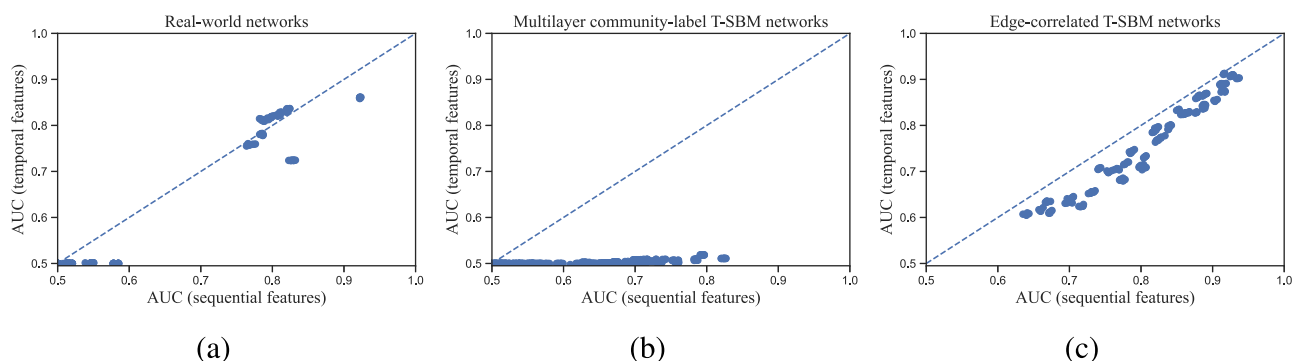 Real-world networks
1.0
0.9
0.8
0.7
0.6
0.5
AUC (temporal features)
0.5 0.6 0.7 0.8 0.9 1.0
AUC (sequential features)
(a)
Multilayer community-label T-SBM networks
1.0
0.9
0.8
0.7
0.6
0.5
AUC (temporal features)
0.5 0.6 0.7 0.8 0.9 1.0
AUC (sequential features)
(b)
Edge-correlated T-SBM networks
1.0
0.9
0.8
0.7
0.6
0.5
AUC (temporal features)
0.5 0.6 0.7 0.8 0.9 1.0
AUC (sequential features)
(c)